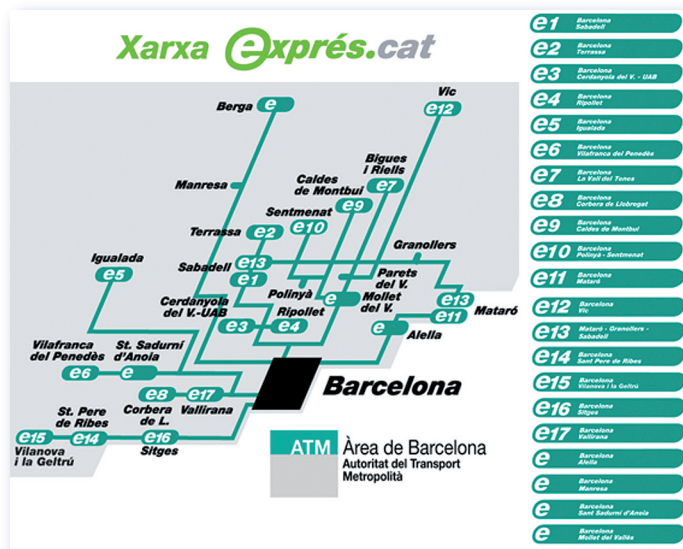 Xarxa exprés.cat
Berga e
Vic
e12
Manresa
Bigues
i Riells
e7
Caldes
de Montbui
e9
Sentmenat
e10
Terrassa e2
Granollers
Igualada
e5
Sabadell e13
e1
Polinyà
Parets
del V.
Cerdanyola
del V.-UAB
e3
Ripollet
e4
e Mollet
del V.
e13
e11
Mataró
e
Alella
Vilafranca
del Penedès
e6
St. Sadurní
d'Anoia
e
Barcelona
e8
Corbera
de L.
e17
Vallirana
St. Pere
de Ribes
e15
Vilanova
i la Geltrú
e14
e16
Sitges
ATM Àrea de Barcelona
Autoritat del Transport
Metropolità
e1 Barcelona
Sabadell
e2 Barcelona
Terrassa
e3 Barcelona
Cerdanyola del V. - UAB
e4 Barcelona
Ripollet
e5 Barcelona
Igualada
e6 Barcelona
Vilafranca del Penedès
e7 Barcelona
La Vall del Tenes
e8 Barcelona
Corbera de Llobregat
e9 Barcelona
Caldes de Montbui
e10 Barcelona
Polinyà - Sentmenat
e11 Barcelona
Mataró
e12 Barcelona
Vic
e13 Mataró - Granollers -
Sabadell
e14 Barcelona
Sant Pere de Ribes
e15 Barcelona
Vilanova i la Geltrú
e16 Barcelona
Sitges
e17 Barcelona
Vallirana
e Barcelona
Alella
e Barcelona
Manresa
e Barcelona
Sant Sadurní d'Anoia
e Barcelona
Mollet del Vallès